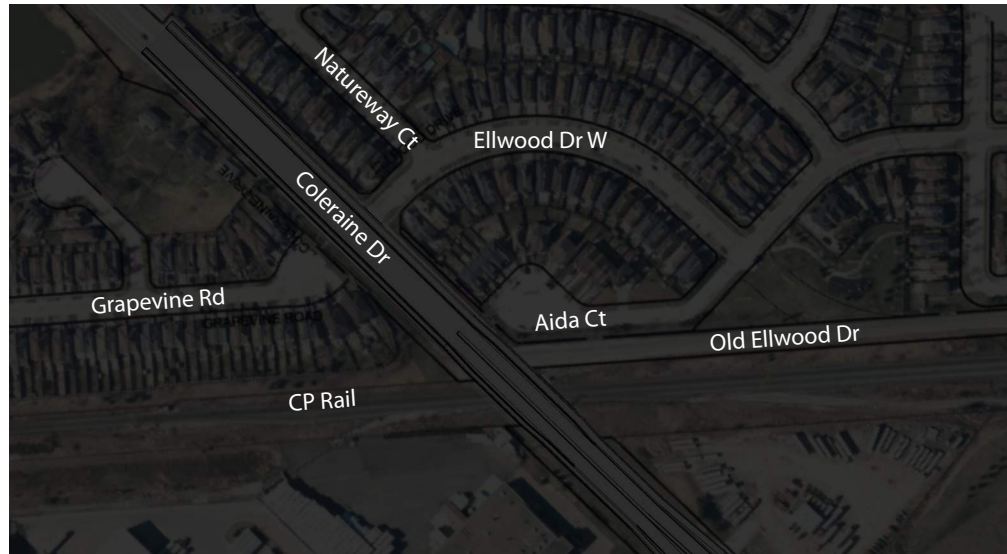 Natureway Ct
Ellwood Dr W
Coleraine Dr
Grapevine Rd
GRAPEVINE ROAD
Aida Ct
Old Ellwood Dr
CP Rail